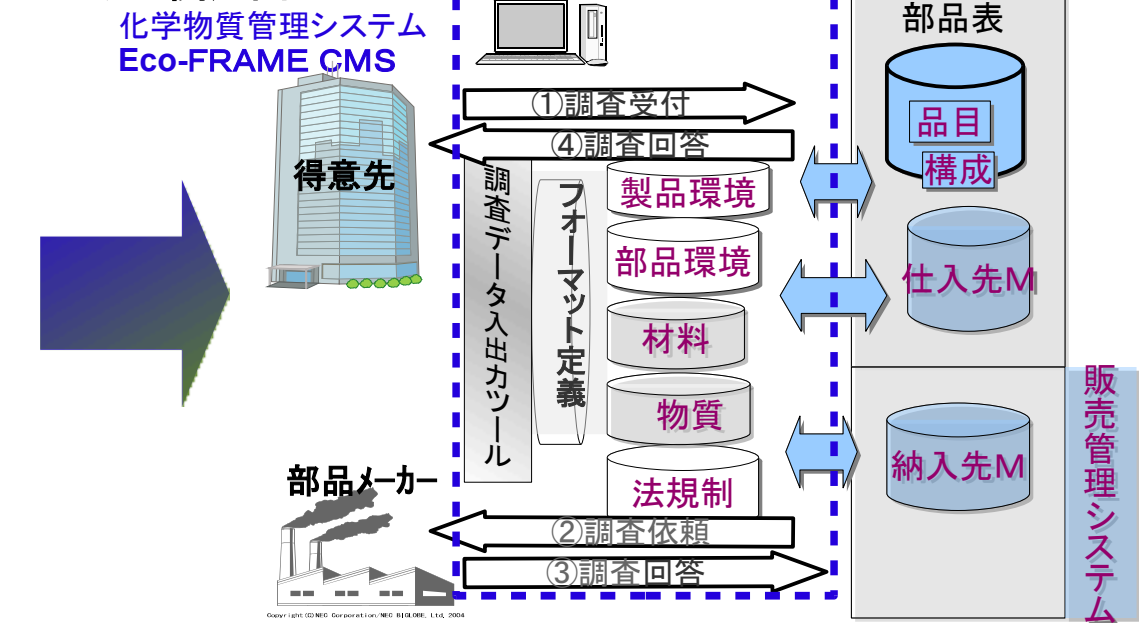 化学物質管理システム
Eco-FRAME CMS
部品表
①調査受付
④調査回答
品目
構成
得意先
調査データ入出力ツール
フォーマット定義
製品環境
部品環境
材料
物質
法規制
仕入先M
納入先M
販売管理システム
部品メーカー
②調査依頼
③調査回答
Copyright(C)NEC Corporation/NEC BIGLOBE, Ltd, 2004